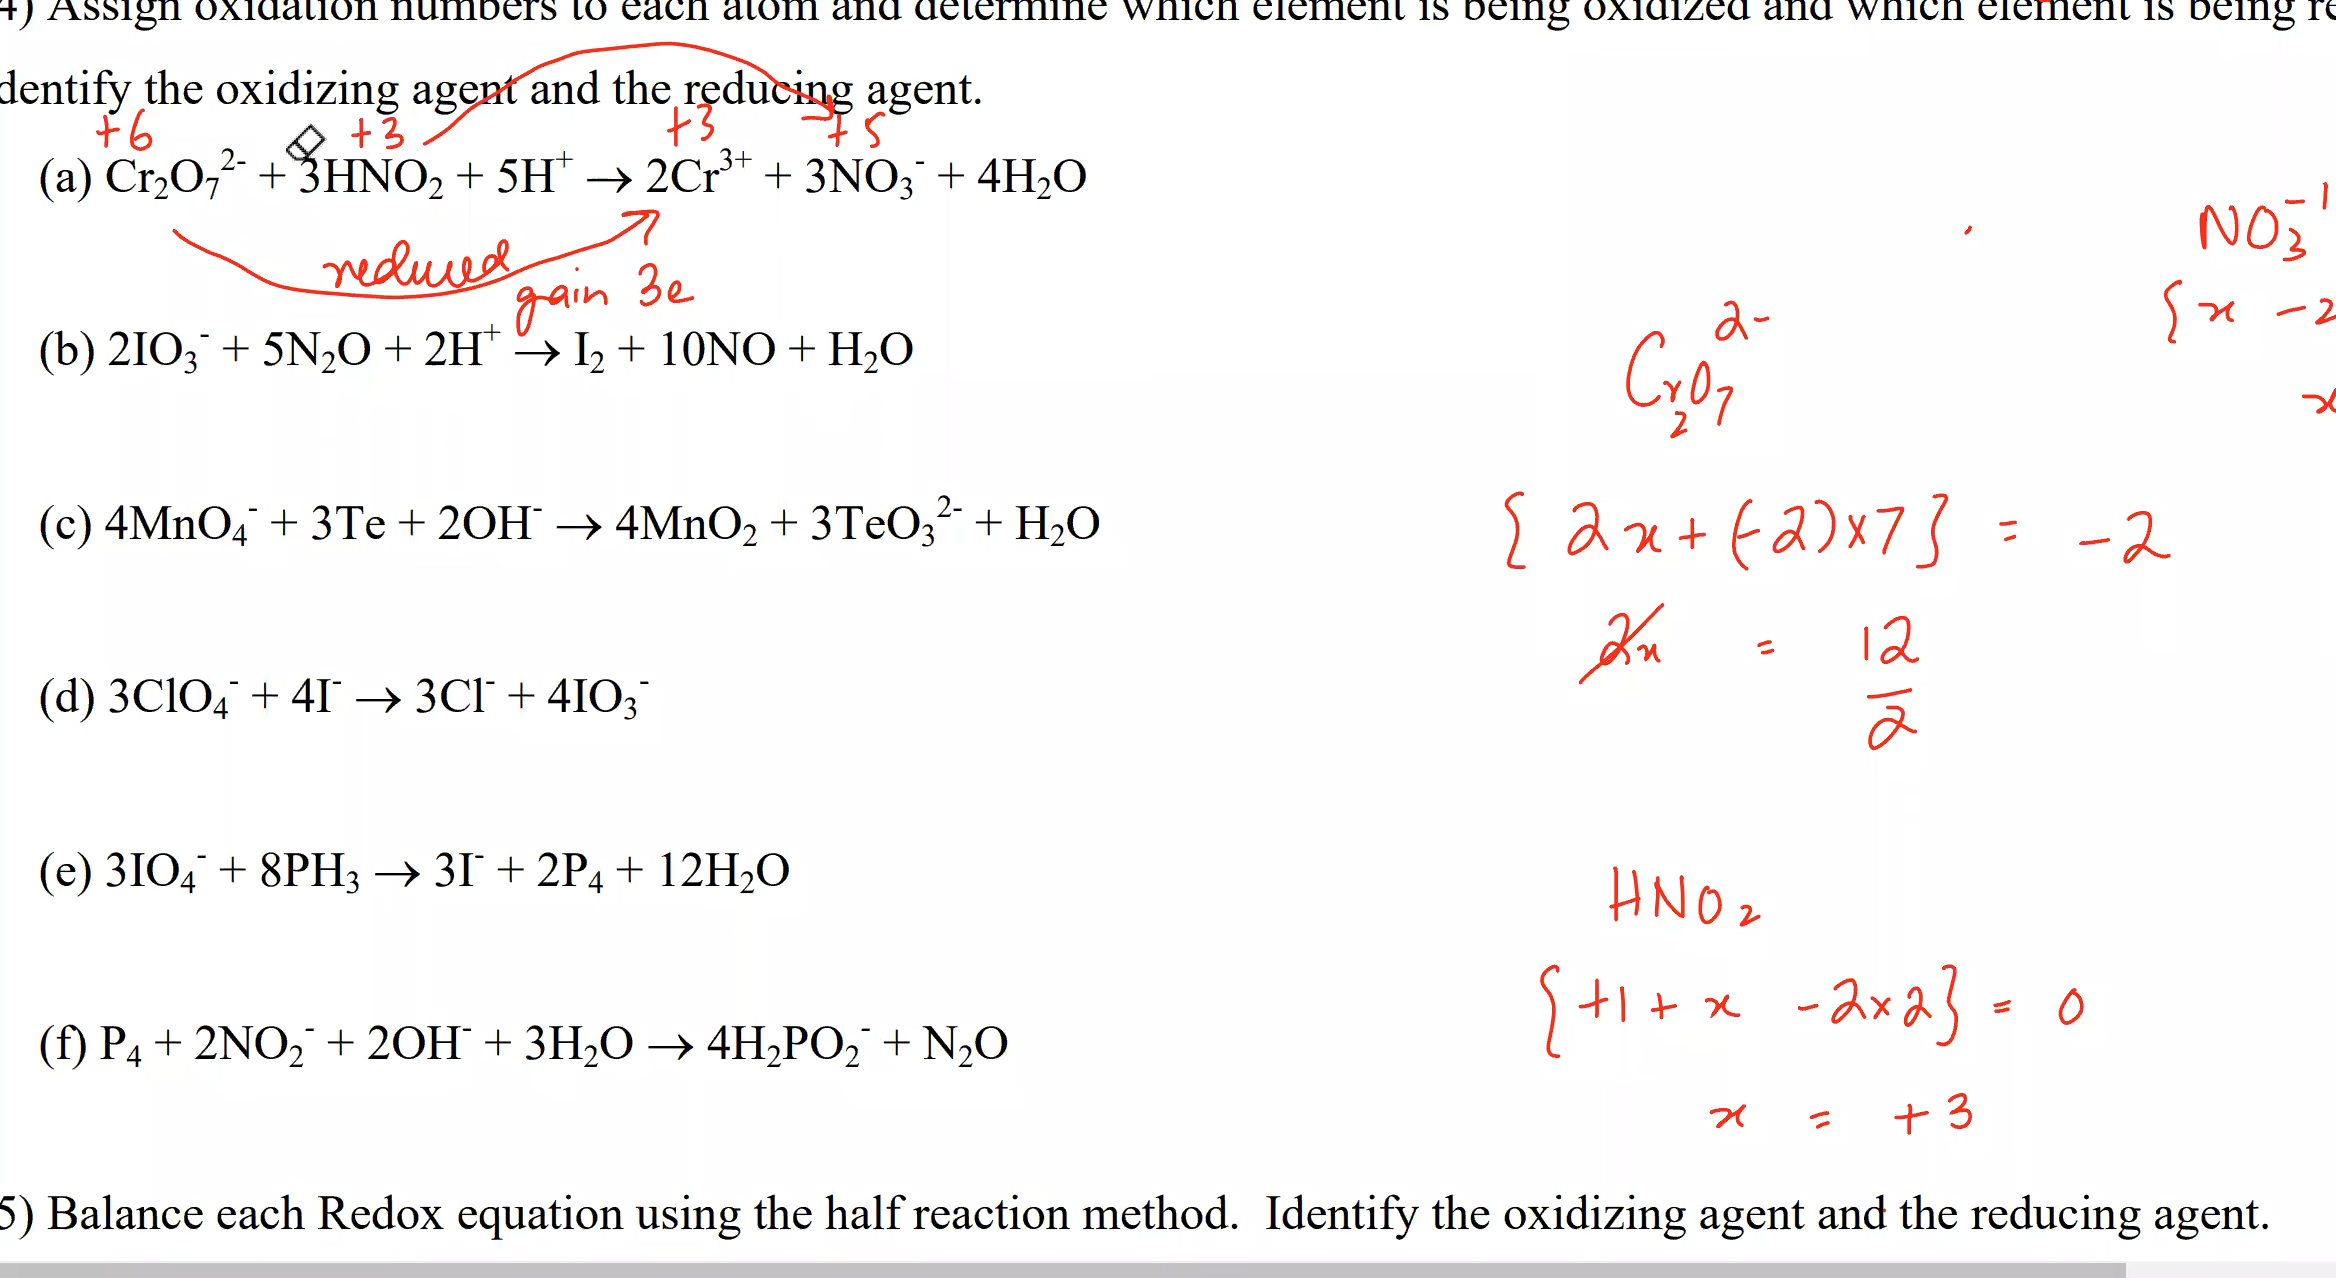 4) Assign oxidation numbers to each atom and determine which element is being oxidized and which element is being re
dentify the oxidizing agent and the reducing agent.
+6 +3 +3 +5
(a) Cr₂O₇²⁻ + 3HNO₂ + 5H⁺ → 2Cr³⁺ + 3NO₃⁻ + 4H₂O
reduced
gain 3e
(b) 2IO₃⁻ + 5N₂O + 2H⁺ → I₂ + 10NO + H₂O
(c) 4MnO₄⁻ + 3Te + 2OH⁻ → 4MnO₂ + 3TeO₃²⁻ + H₂O
(d) 3ClO₄⁻ + 4I⁻ → 3Cl⁻ + 4IO₃⁻
(e) 3IO₄⁻ + 8PH₃ → 3I⁻ + 2P₄ + 12H₂O
(f) P₄ + 2NO₂⁻ + 2OH⁻ + 3H₂O → 4H₂PO₂⁻ + N₂O
NO₃⁻¹
{x -2
x
Cr₂O₇²⁻
{2x+(-2)×7} = -2
2x = 12
2
HNO₂
{+1 + x -2×2} = 0
x = +3
5) Balance each Redox equation using the half reaction method. Identify the oxidizing agent and the reducing agent.